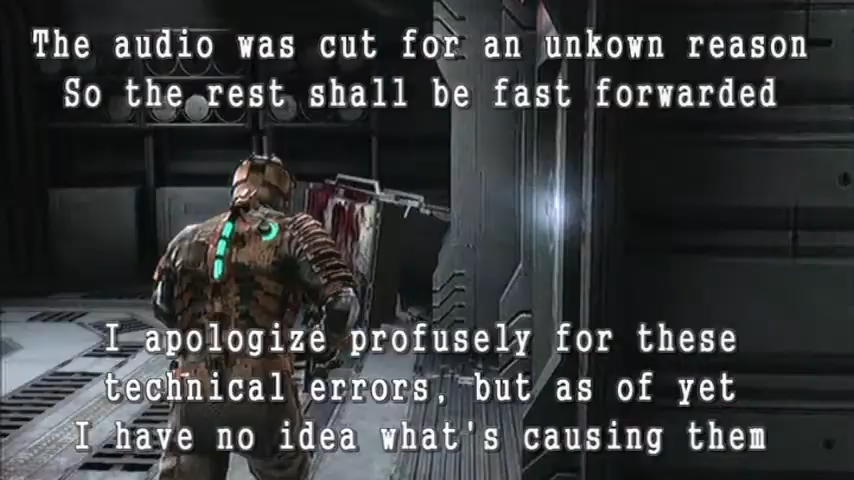 The audio was cut for an unkown reason
So the rest shall be fast forwarded
I apologize profusely for these
technical errors, but as of yet
I have no idea what's causing them